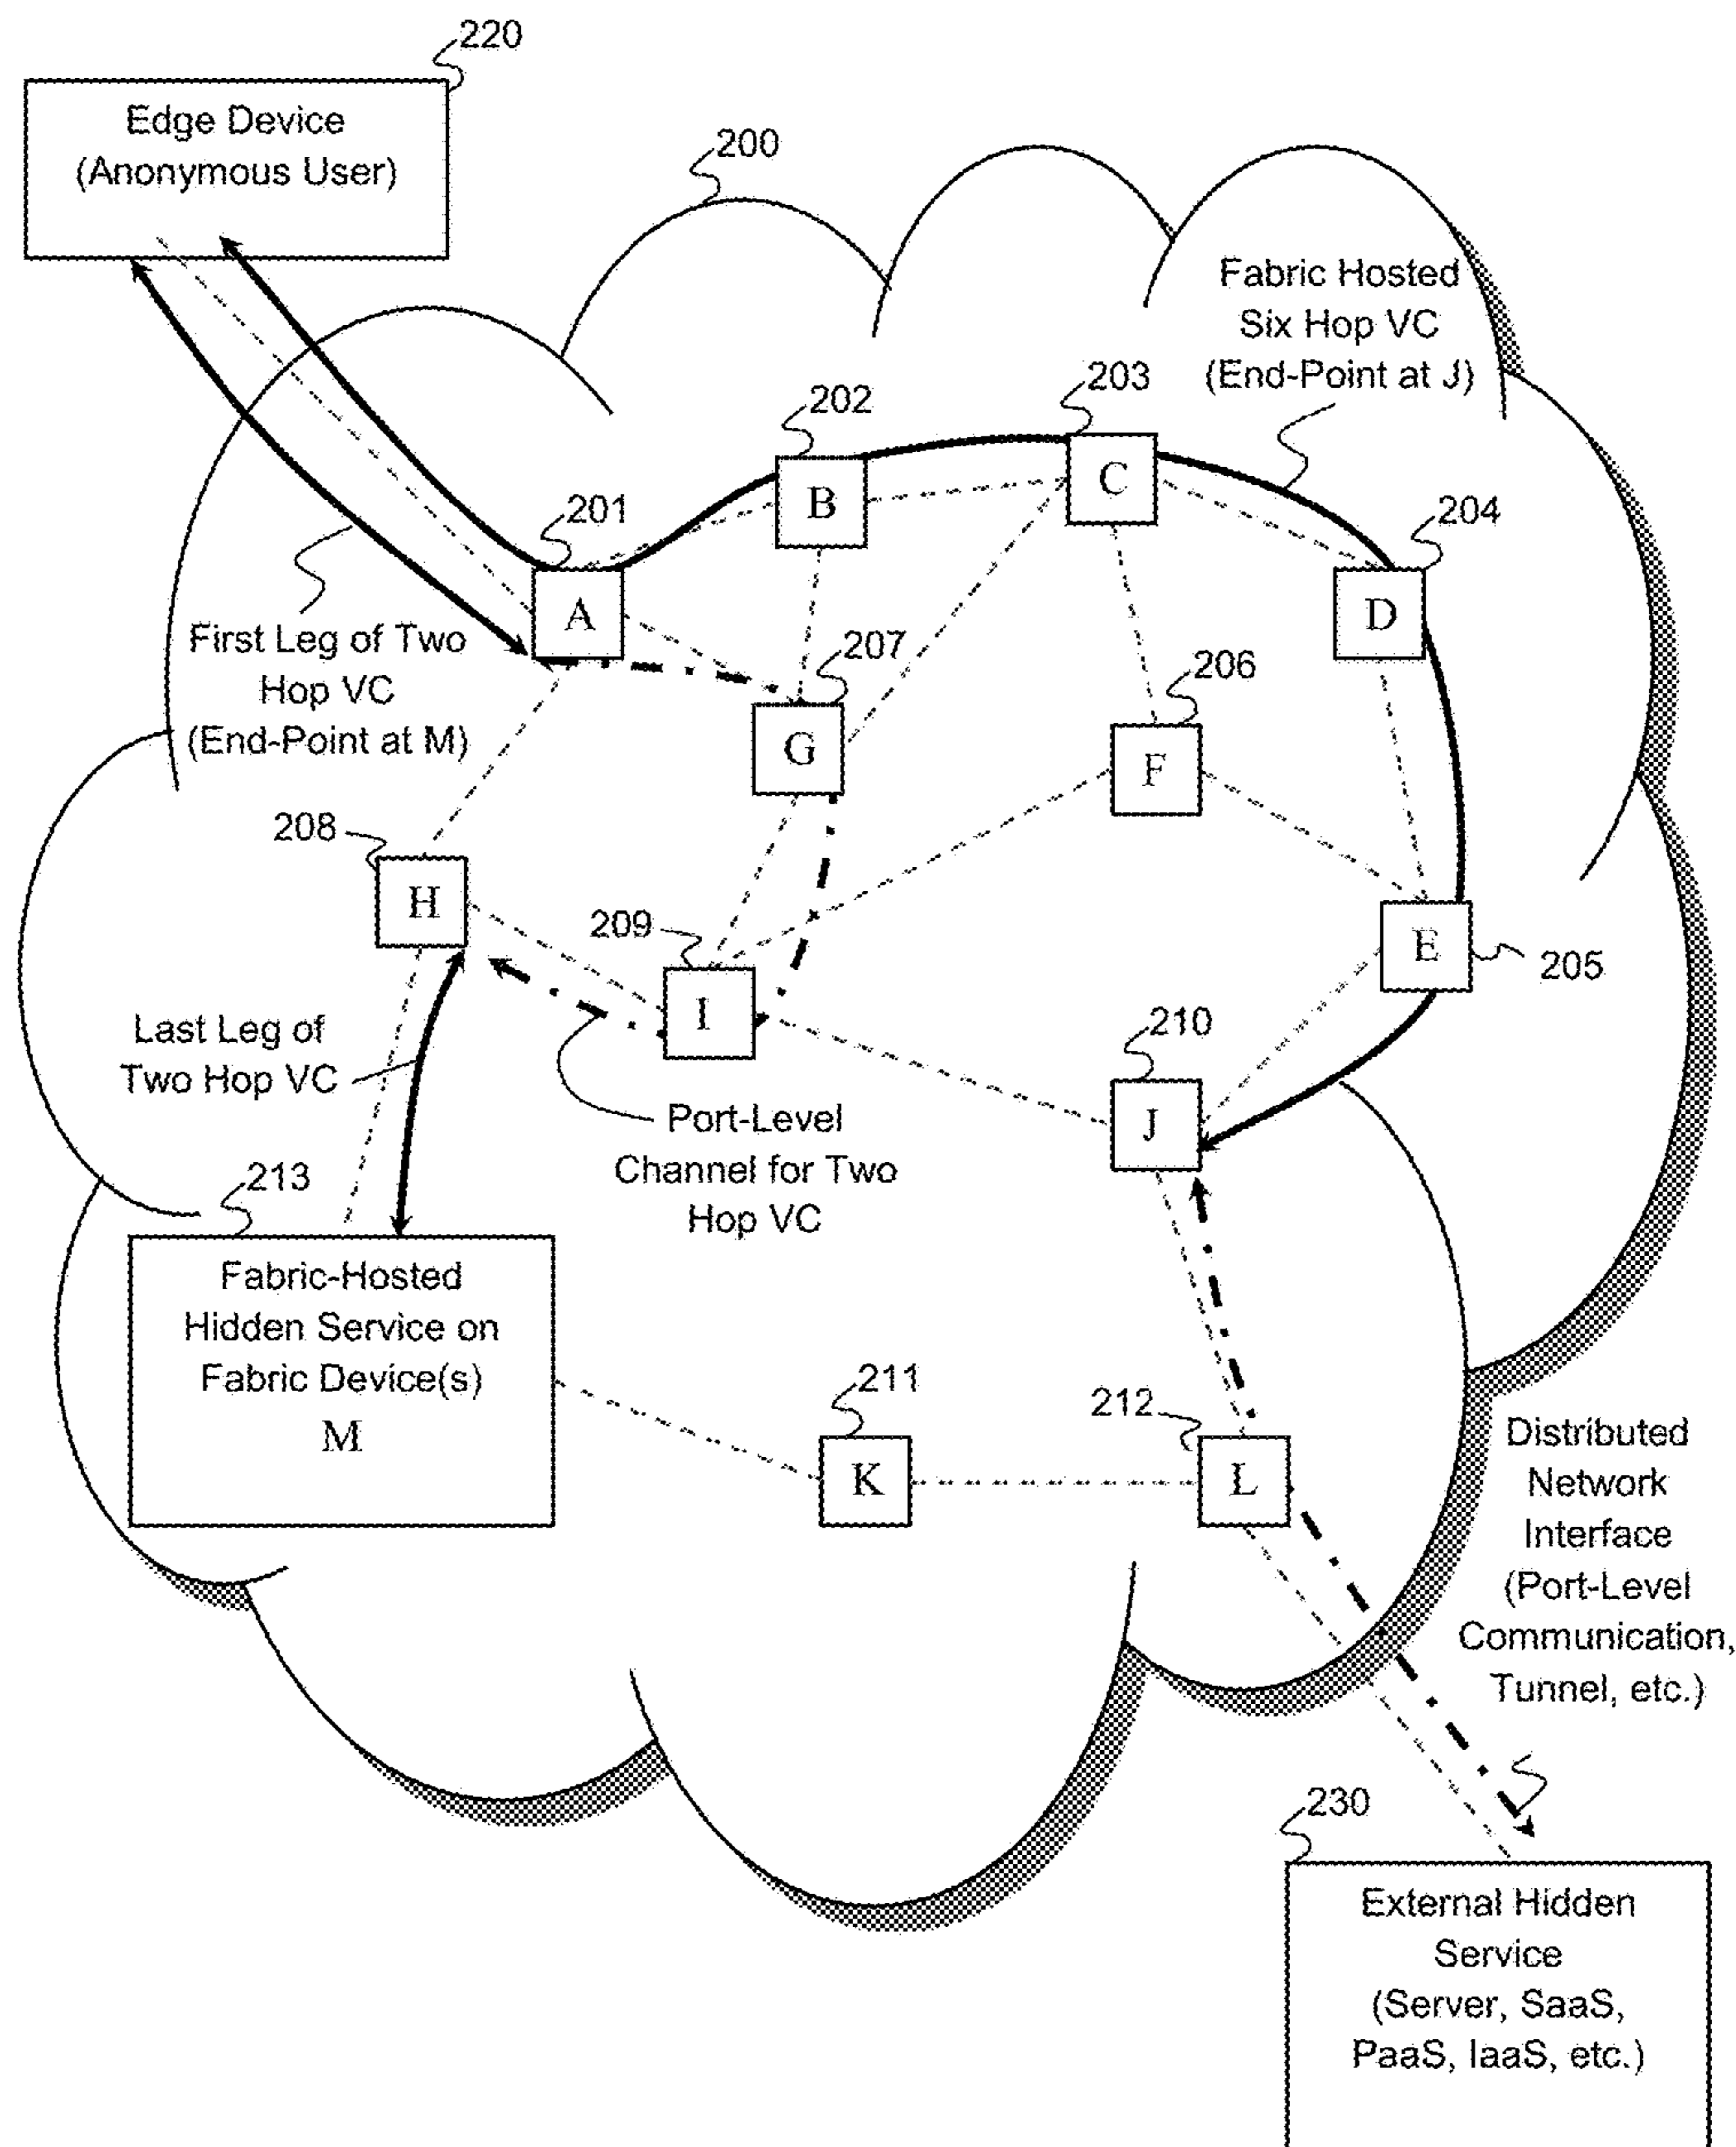 220
Edge Device
(Anonymous User)
200
Fabric Hosted
Six Hop VC
(End-Point at J)
203
202
C
B
201
204
A
D
First Leg of Two
Hop VC
(End-Point at M)
207
206
G
F
208
H
209
E
205
I
Last Leg of
Two Hop VC
210
J
Port-Level
Channel for Two
Hop VC
213
Fabric-Hosted
Hidden Service on
Fabric Device(s)
M
211
K
212
L
Distributed
Network
Interface
(Port-Level
Communication,
Tunnel, etc.)
230
External Hidden
Service
(Server, SaaS,
PaaS, IaaS, etc.)